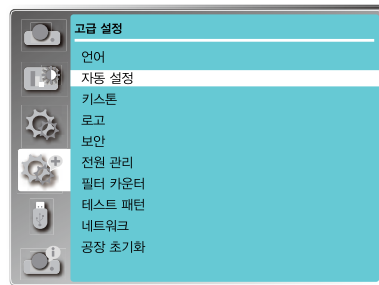 고급 설정
언어
자동 설정
키스톤
로고
보안
전원 관리
필터 카운터
테스트 패턴
네트워크
공장 초기화